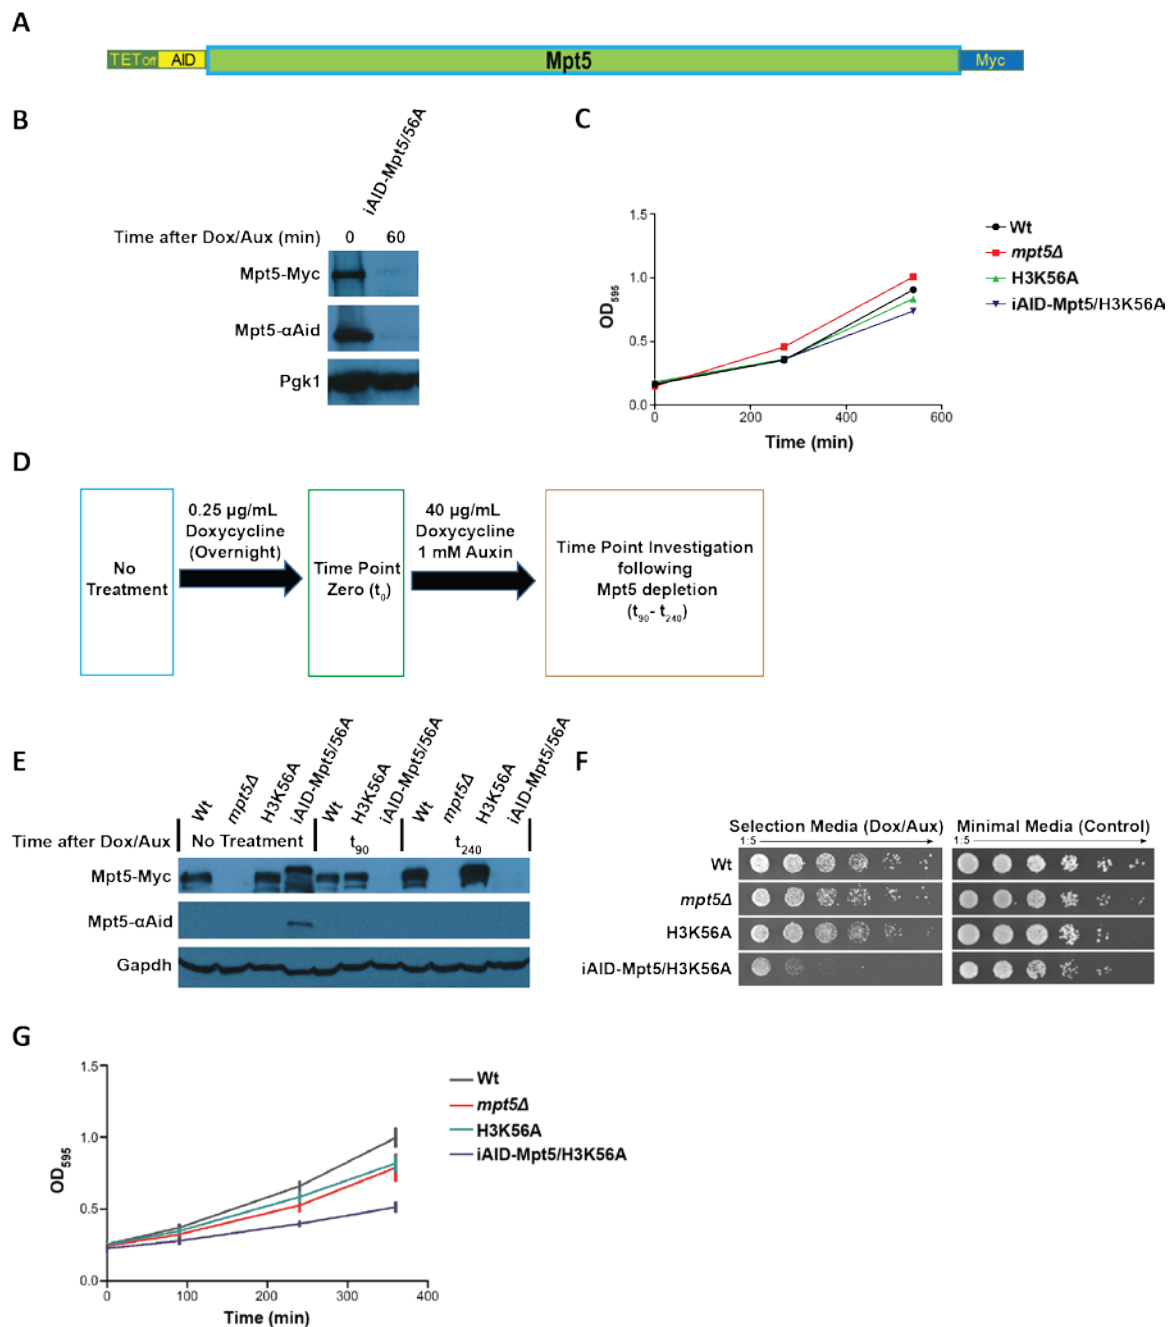 A
TEToff AID Mpt5 Myc
B
iAID-Mpt5/56A
Time after Dox/Aux (min) 0 60
Mpt5-Myc
Mpt5-αAid
Pgk1
C
1.5
1.0
0.5
0.0
OD595
0 200 400 600
Time (min)
Wt
mpt5Δ
H3K56A
iAID-Mpt5/H3K56A
D
No
Treatment
0.25 µg/mL
Doxycycline
(Overnight)
Time Point
Zero (t0)
40 µg/mL
Doxycycline
1 mM Auxin
Time Point Investigation
following
Mpt5 depletion
(t90- t240)
E
Wt mpt5Δ H3K56A iAID-Mpt5/56A Wt H3K56A iAID-Mpt5/56A Wt mpt5Δ H3K56A iAID-Mpt5/56A
Time after Dox/Aux No Treatment t90 t240
Mpt5-Myc
Mpt5-αAid
Gapdh
F
Selection Media (Dox/Aux) Minimal Media (Control)
1:5 1:5
Wt
mpt5Δ
H3K56A
iAID-Mpt5/H3K56A
G
1.5
1.0
0.5
0.0
OD595
0 100 200 300 400
Time (min)
Wt
mpt5Δ
H3K56A
iAID-Mpt5/H3K56A